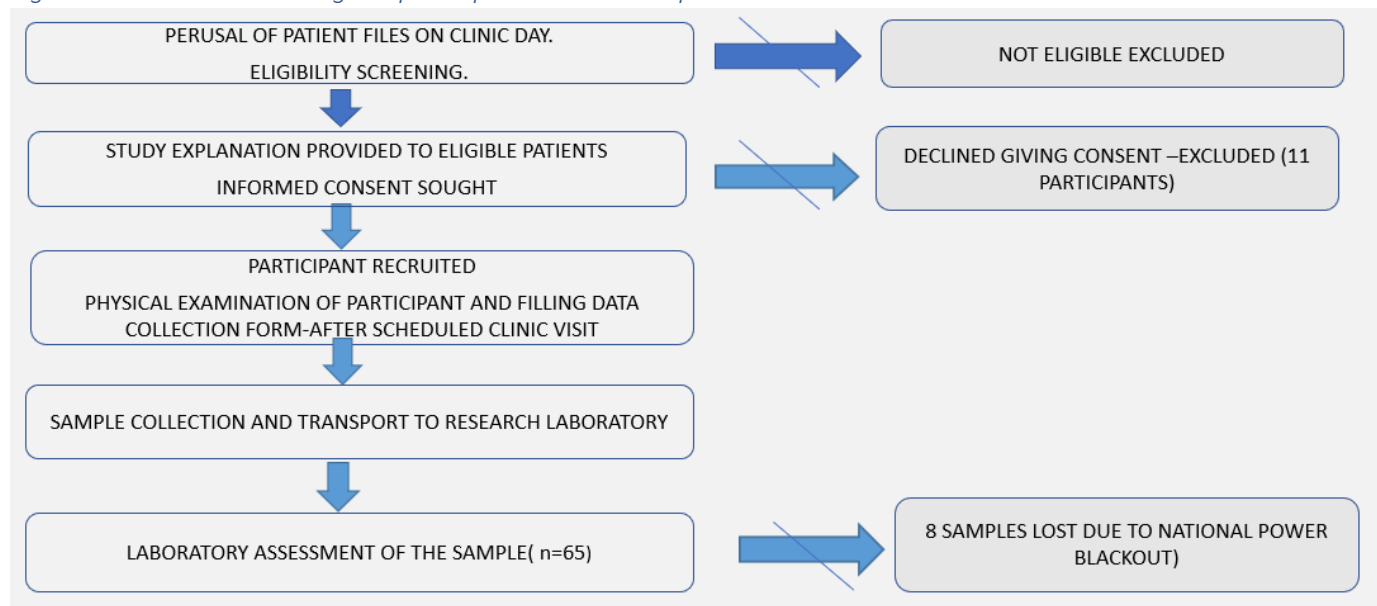 PERUSAL OF PATIENT FILES ON CLINIC DAY.
ELIGIBILITY SCREENING.
NOT ELIGIBLE EXCLUDED
STUDY EXPLANATION PROVIDED TO ELIGIBLE PATIENTS
INFORMED CONSENT SOUGHT
DECLINED GIVING CONSENT –EXCLUDED (11
PARTICIPANTS)
PARTICIPANT RECRUITED
PHYSICAL EXAMINATION OF PARTICIPANT AND FILLING DATA
COLLECTION FORM-AFTER SCHEDULED CLINIC VISIT
SAMPLE COLLECTION AND TRANSPORT TO RESEARCH LABORATORY
LABORATORY ASSESSMENT OF THE SAMPLE( n=65)
8 SAMPLES LOST DUE TO NATIONAL POWER
BLACKOUT)